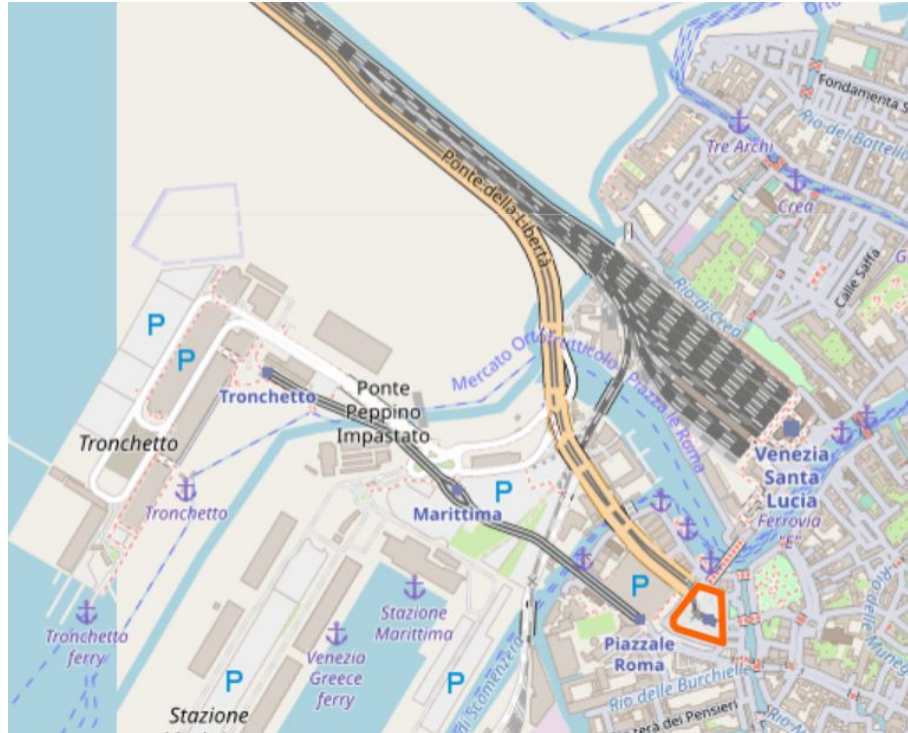 Fondamenta S
Rio del Battello
Tre Archi
Crea
Ponte della Libertà
Calle Saffa
Rio di Crea
P
P
Mercato Ortofrutticolo
Piazzale Roma
Tronchetto
Ponte
Peppino
Impastato
Tronchetto
Venezia
Santa
Lucia
Ferrovia
"E"
P
Tronchetto
Marittima
P
Stazione
Marittima
Tronchetto
ferry
Venezia
Greece
ferry
Piazzale
Roma
P
P
Rio delle Burchielle
Stazione